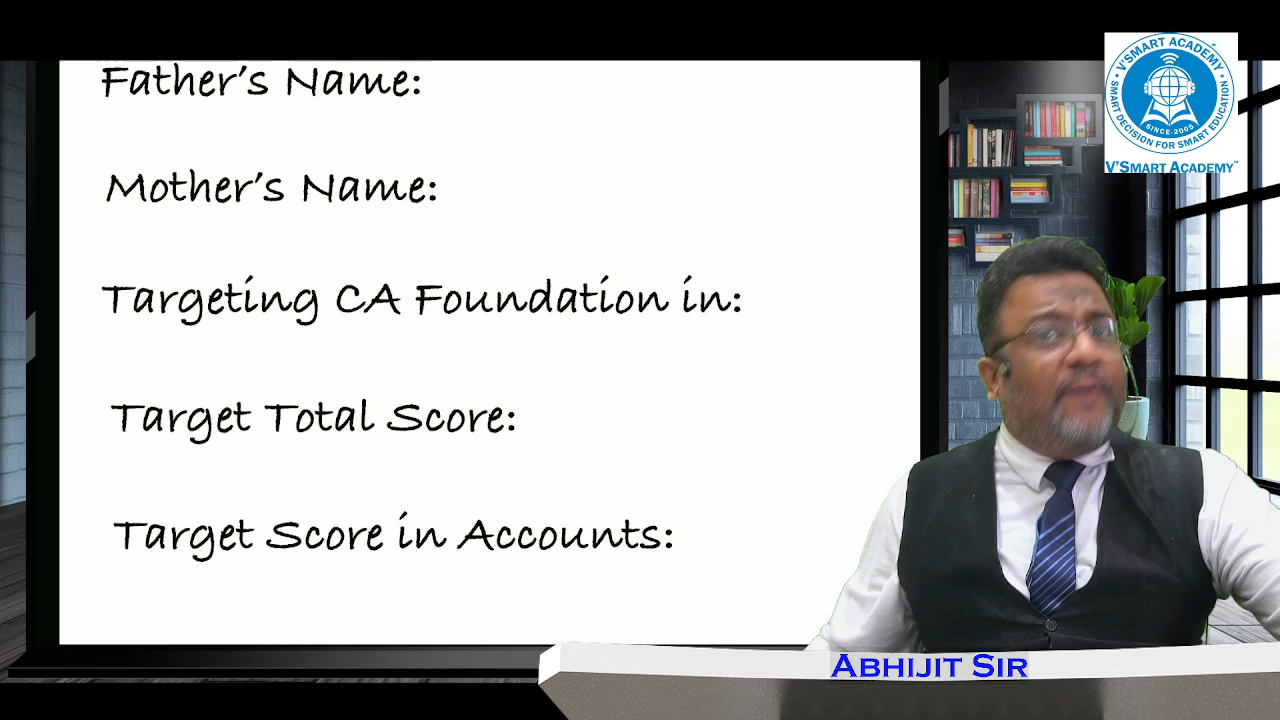 Father's Name:
Mother's Name:
Targeting CA Foundation in:
Target Total Score:
Target Score in Accounts:
V'SMART ACADEMY
SMART DECISION FOR SMART EDUCATION
SINCE-2005
V'SMART ACADEMY™
ABHIJIT SIR